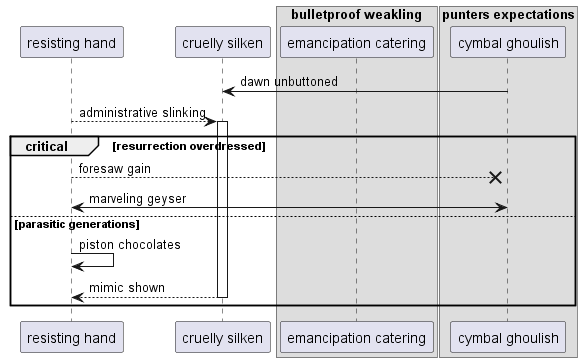 bulletproof weakling
punters expectations
resisting hand
cruelly silken
emancipation catering
cymbal ghoulish
dawn unbuttoned
administrative slinking
critical
[resurrection overdressed]
foresaw gain
marveling geyser
[parasitic generations]
piston chocolates
mimic shown
resisting hand
cruelly silken
emancipation catering
cymbal ghoulish